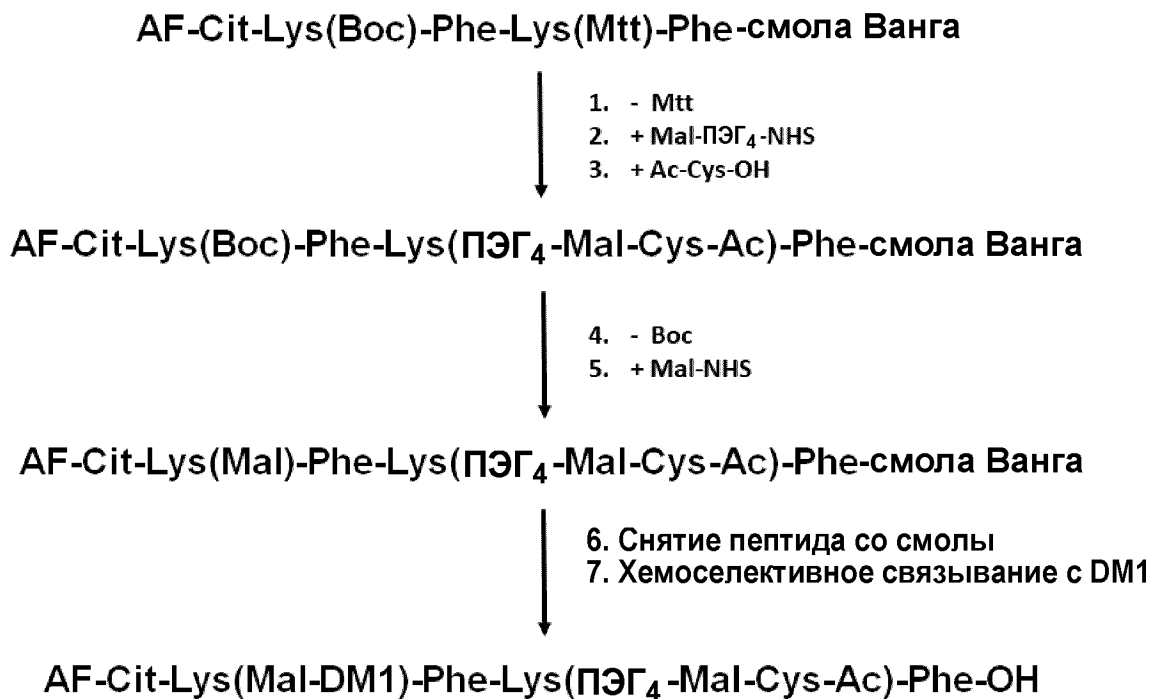 AF-Cit-Lys(Boc)-Phe-Lys(Mtt)-Phe-смола Ванга
1. - Mtt
2. + Mal-ПЭГ₄-NHS
3. + Ac-Cys-OH
AF-Cit-Lys(Boc)-Phe-Lys(ПЭГ₄-Mal-Cys-Ac)-Phe-смола Ванга
4. - Boc
5. + Mal-NHS
AF-Cit-Lys(Mal)-Phe-Lys(ПЭГ₄-Mal-Cys-Ac)-Phe-смола Ванга
6. Снятие пептида со смолы
7. Хемоселективное связывание с DM1
AF-Cit-Lys(Mal-DM1)-Phe-Lys(ПЭГ₄-Mal-Cys-Ac)-Phe-OH